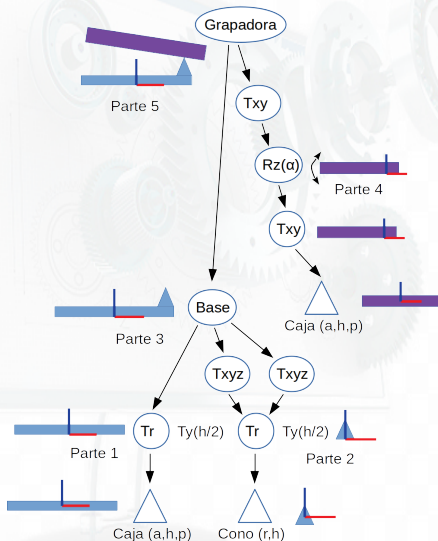 Grapadora
Txy
Parte 5
Rz(α)
Parte 4
Txy
Caja (a,h,p)
Base
Parte 3
Txyz
Txyz
Tr
Ty(h/2)
Tr
Ty(h/2)
Parte 1
Parte 2
Caja (a,h,p)
Cono (r,h)